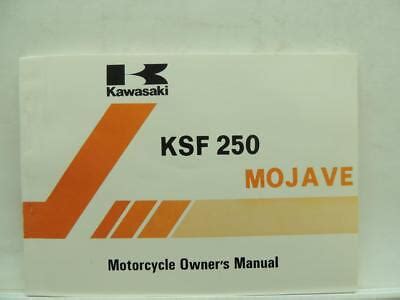 Kawasaki
KSF 250
MOJAVE
Motorcycle Owner's Manual